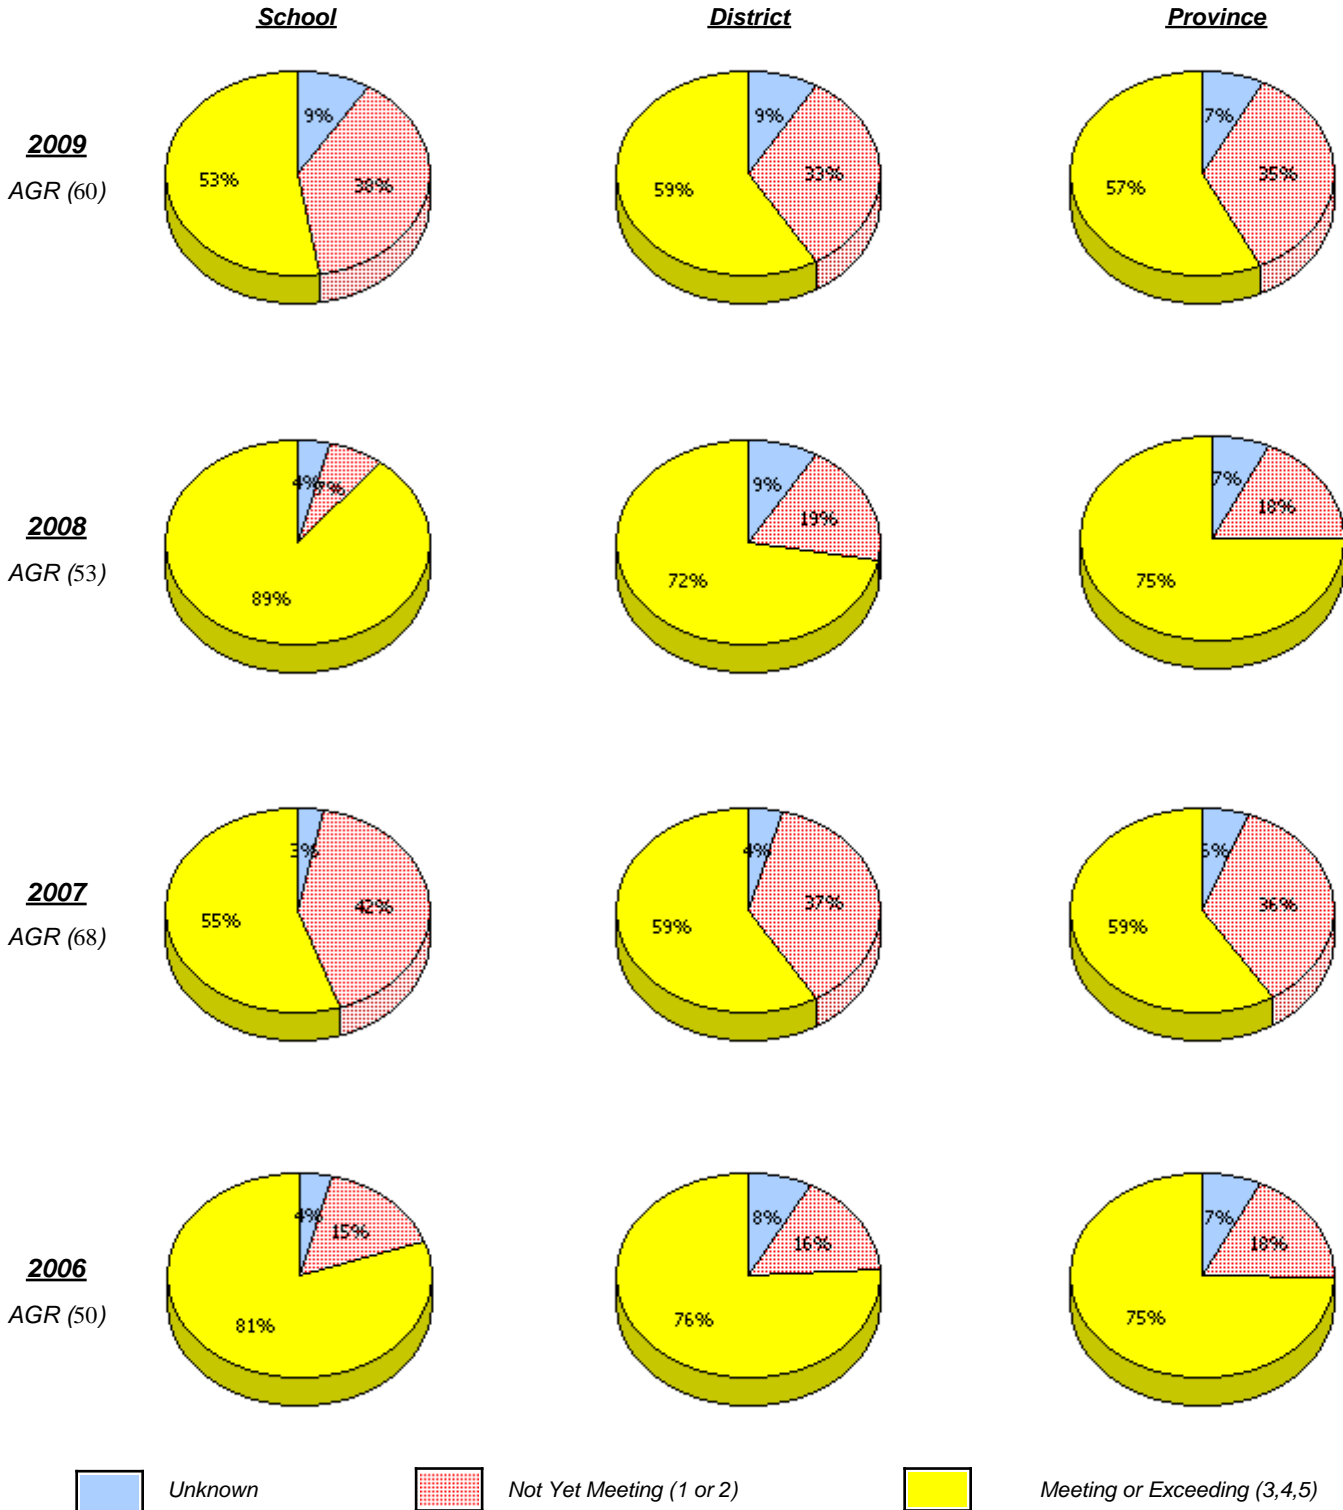 School District Province
2009
AGR (60)
9% 38% 53%
9% 33% 59%
7% 35% 57%
2008
AGR (53)
4% 7% 89%
9% 19% 72%
7% 18% 75%
2007
AGR (68)
3% 42% 55%
4% 37% 59%
36% 59%
2006
AGR (50)
4% 15% 81%
8% 16% 76%
7% 18% 75%
Unknown Not Yet Meeting (1 or 2) Meeting or Exceeding (3,4,5)